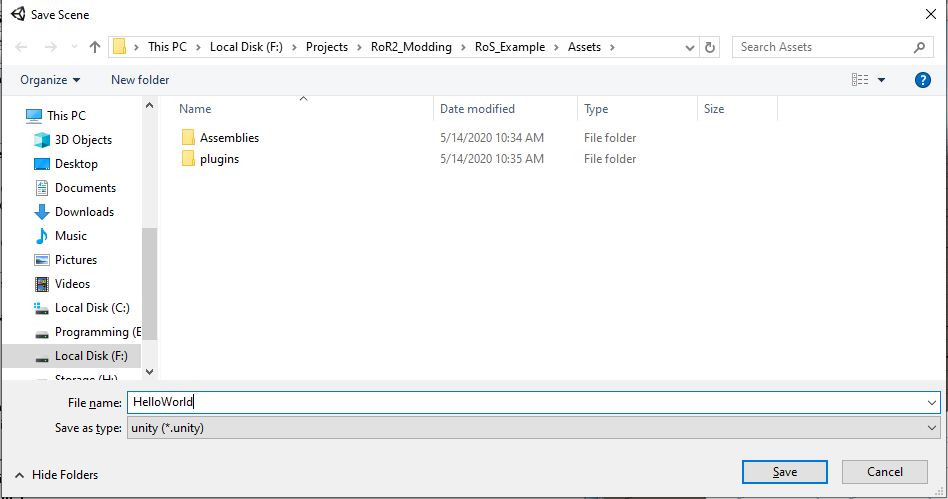 Save Scene
This PC > Local Disk (F:) > Projects > RoR2_Modding > RoS_Example > Assets >
Search Assets
Organize
New folder
?
Name
Date modified
Type
Size
Assemblies 5/14/2020 10:34 AM File folder
plugins 5/14/2020 10:35 AM File folder
This PC
3D Objects
Desktop
Documents
Downloads
Music
Pictures
Videos
Local Disk (C:)
Programming (E
Local Disk (F:)
Storage (H:)
File name: HelloWorld
Save as type: unity (*.unity)
Hide Folders
Save
Cancel